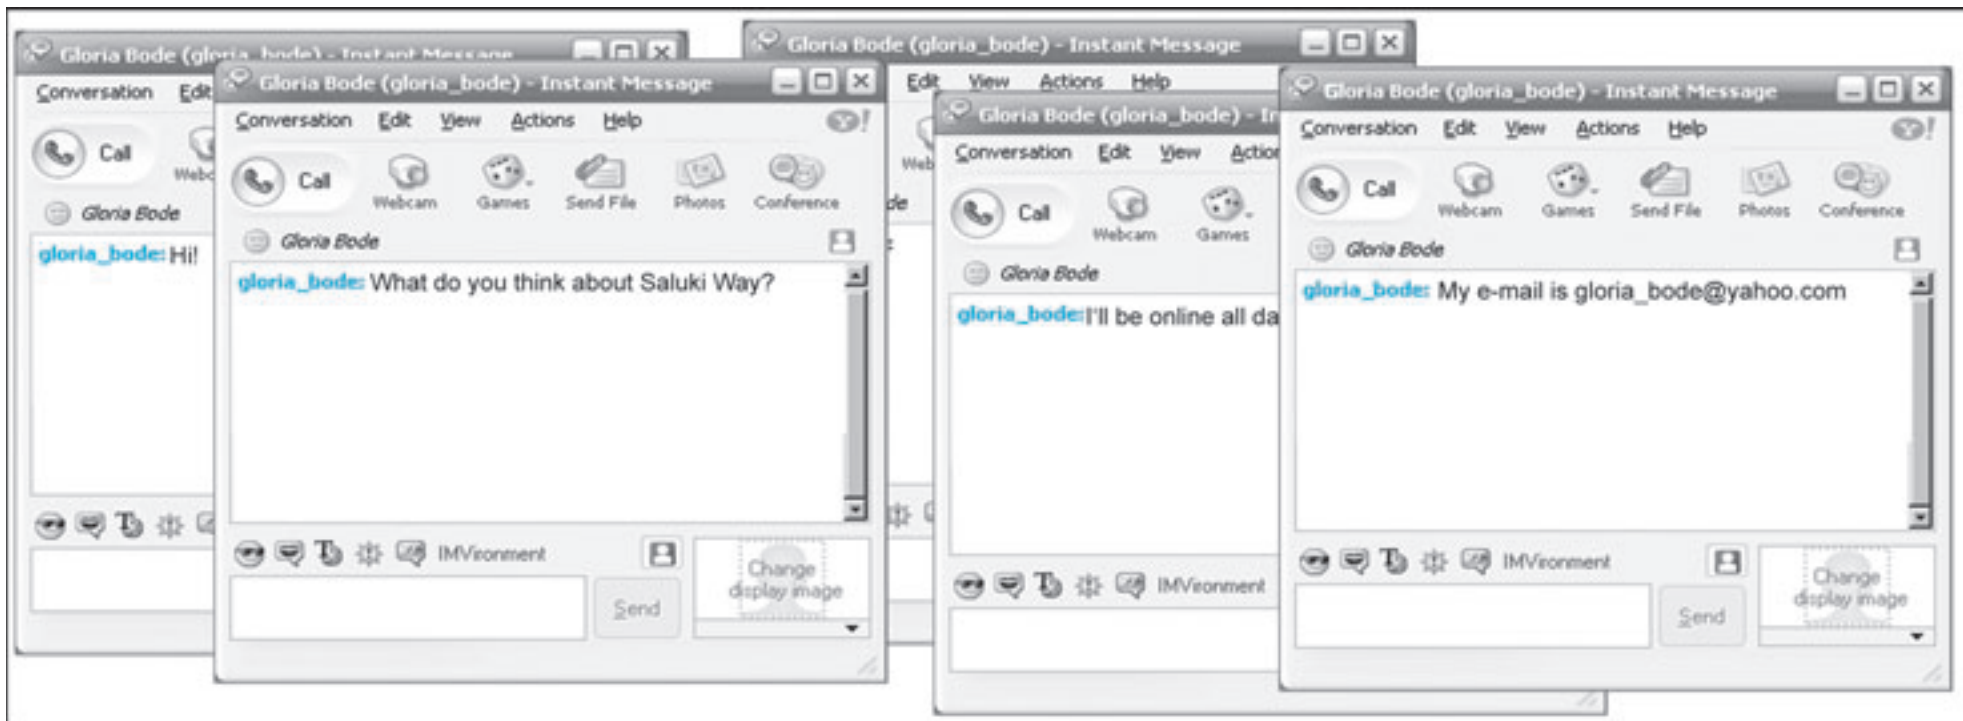 Gloria Bode (gloria_bode) - Instant Message
Conversation Edit
Call
Gloria Bode
gloria_bode: Hi!
Gloria Bode (gloria_bode) - Instant Message
Conversation Edit View Actions Help
Call Webcam Games Send File Photos Conference
Gloria Bode
gloria_bode: What do you think about Saluki Way?
IMVironment
Change
display image
Send
Gloria Bode (gloria_bode) - Instant Message
Edit View Actions Help
Gloria Bode (gloria_bode) -
Conversation Edit View
Call Webcam Games
Gloria Bode
gloria_bode: I'll be online all
IMVironment
Gloria Bode (gloria_bode) - Instant Message
Conversation Edit View Actions Help
Call Webcam Games Send File Photos Conference
Gloria Bode
gloria_bode: My e-mail is gloria_bode@yahoo.com
IMVironment
Change
display image
Send